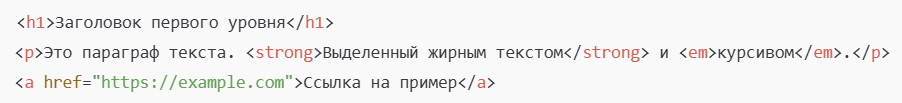 <h1>Заголовок первого уровня</h1>
<p>Это параграф текста. <strong>Выделенный жирным текстом</strong> и <em>курсивом</em>.</p>
<a href="https://example.com">Ссылка на пример</a>